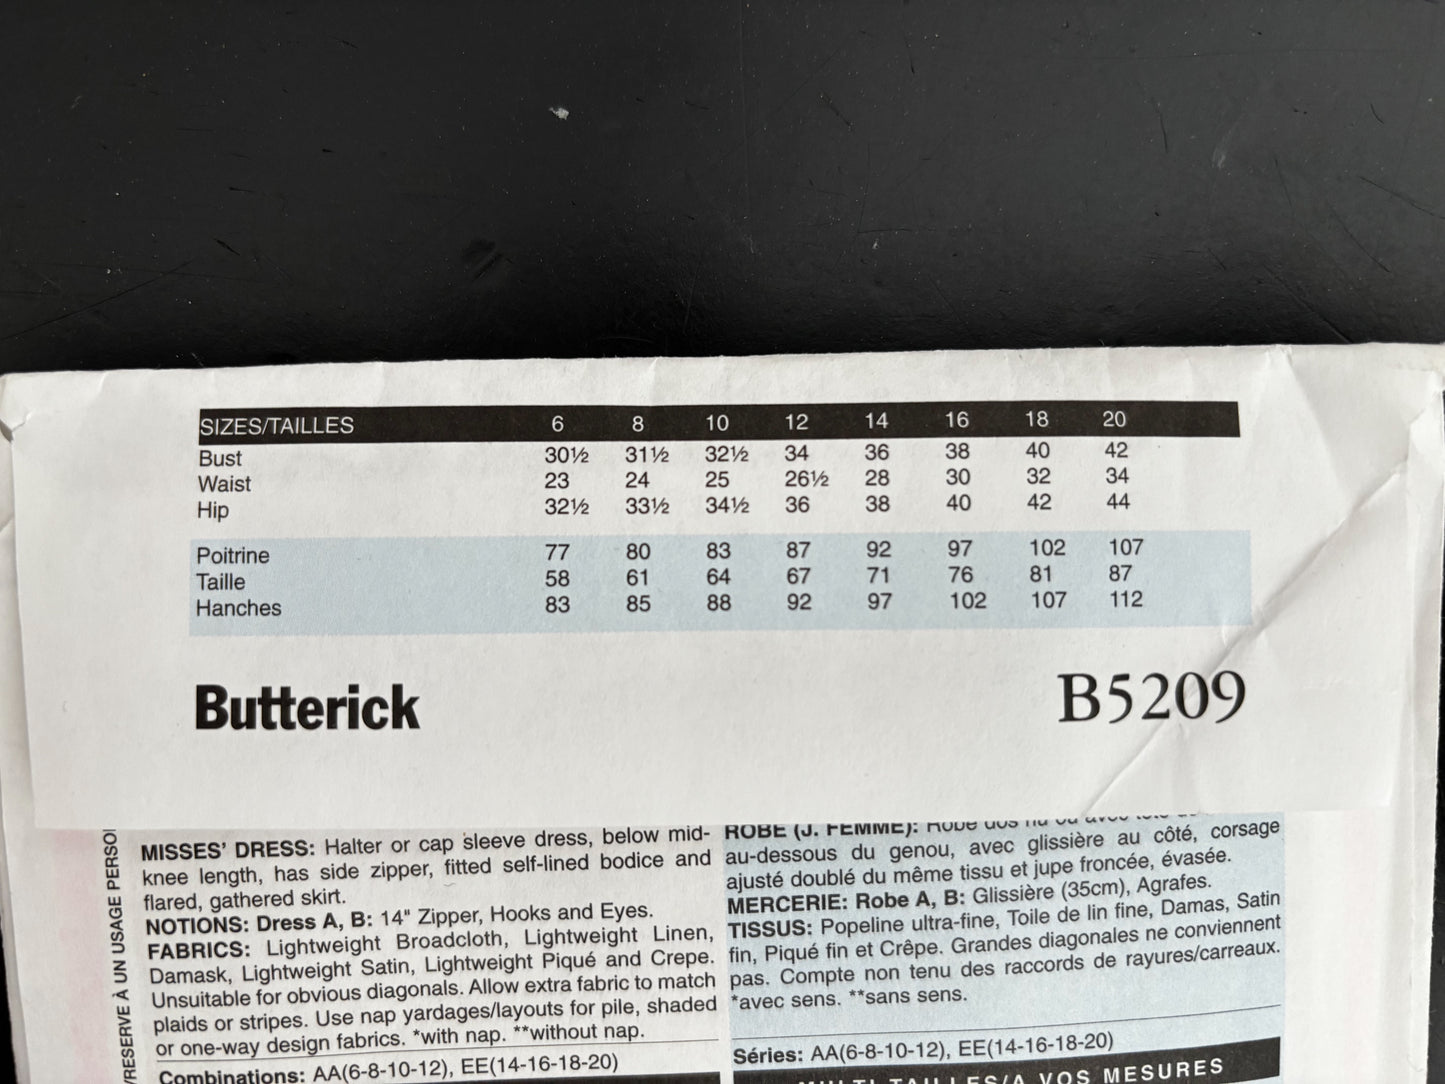 SIZES/TAILLES 6 8 10 12 14 16 18 20
Bust 30½ 31½ 32½ 34 36 38 40 42
Waist 23 24 25 26½ 28 30 32 34
Hip 32½ 33½ 34½ 36 38 40 42 44
Poitrine 77 80 83 87 92 97 102 107
Taille 58 61 64 67 71 76 81 87
Hanches 83 85 88 92 97 102 107 112
Butterick B5209
MISSES' DRESS: Halter or cap sleeve dress, below mid-
knee length, has side zipper, fitted self-lined bodice and
flared, gathered skirt.
NOTIONS: Dress A, B: 14" Zipper, Hooks and Eyes.
FABRICS: Lightweight Broadcloth, Lightweight Linen,
Damask, Lightweight Satin, Lightweight Piqué and Crepe.
Unsuitable for obvious diagonals. Allow extra fabric to match
plaids or stripes. Use nap yardages/layouts for pile, shaded
or one-way design fabrics. *with nap. **without nap.
Combinations: AA(6-8-10-12), EE(14-16-18-20)
ROBE (J. FEMME): Robe dos nu ou avec
au-dessous du genou, avec glissière au côté, corsage
ajusté doublé du même tissu et jupe froncée, évasée.
MERCERIE: Robe A, B: Glissière (35cm), Agrafes.
TISSUS: Popeline ultra-fine, Toile de lin fine, Damas, Satin
fin, Piqué fin et Crêpe. Grandes diagonales ne conviennent
pas. Compte non tenu des raccords de rayures/carreaux.
*avec sens. **sans sens.
Séries: AA(6-8-10-12), EE(14-16-18-20)
MULTI-TAILLES/A VOS MESURES
/RESERVE À UN USAGE PERSO